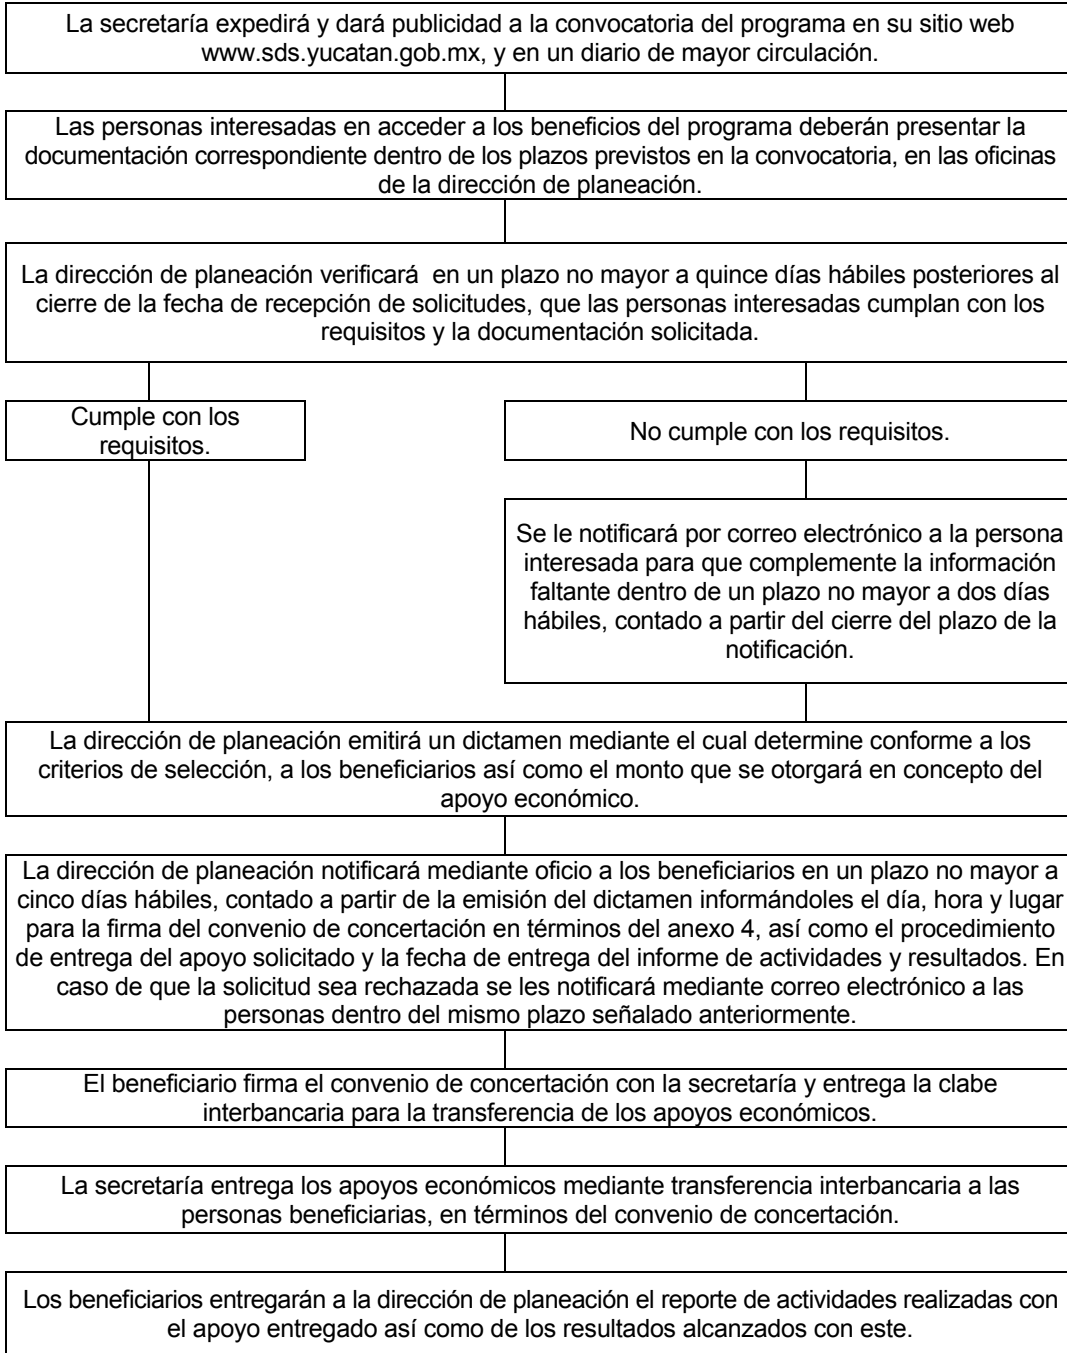 La secretaría expedirá y dará publicidad a la convocatoria del programa en su sitio web
www.sds.yucatan.gob.mx, y en un diario de mayor circulación.
Las personas interesadas en acceder a los beneficios del programa deberán presentar la
documentación correspondiente dentro de los plazos previstos en la convocatoria, en las oficinas
de la dirección de planeación.
La dirección de planeación verificará  en un plazo no mayor a quince días hábiles posteriores al
cierre de la fecha de recepción de solicitudes, que las personas interesadas cumplan con los
requisitos y la documentación solicitada.
Cumple con los
requisitos.
No cumple con los requisitos.
Se le notificará por correo electrónico a la persona
interesada para que complemente la información
faltante dentro de un plazo no mayor a dos días
hábiles, contado a partir del cierre del plazo de la
notificación.
La dirección de planeación emitirá un dictamen mediante el cual determine conforme a los
criterios de selección, a los beneficiarios así como el monto que se otorgará en concepto del
apoyo económico.
La dirección de planeación notificará mediante oficio a los beneficiarios en un plazo no mayor a
cinco días hábiles, contado a partir de la emisión del dictamen informándoles el día, hora y lugar
para la firma del convenio de concertación en términos del anexo 4, así como el procedimiento
de entrega del apoyo solicitado y la fecha de entrega del informe de actividades y resultados. En
caso de que la solicitud sea rechazada se les notificará mediante correo electrónico a las
personas dentro del mismo plazo señalado anteriormente.
El beneficiario firma el convenio de concertación con la secretaría y entrega la clabe
interbancaria para la transferencia de los apoyos económicos.
La secretaría entrega los apoyos económicos mediante transferencia interbancaria a las
personas beneficiarias, en términos del convenio de concertación.
Los beneficiarios entregarán a la dirección de planeación el reporte de actividades realizadas con
el apoyo entregado así como de los resultados alcanzados con este.